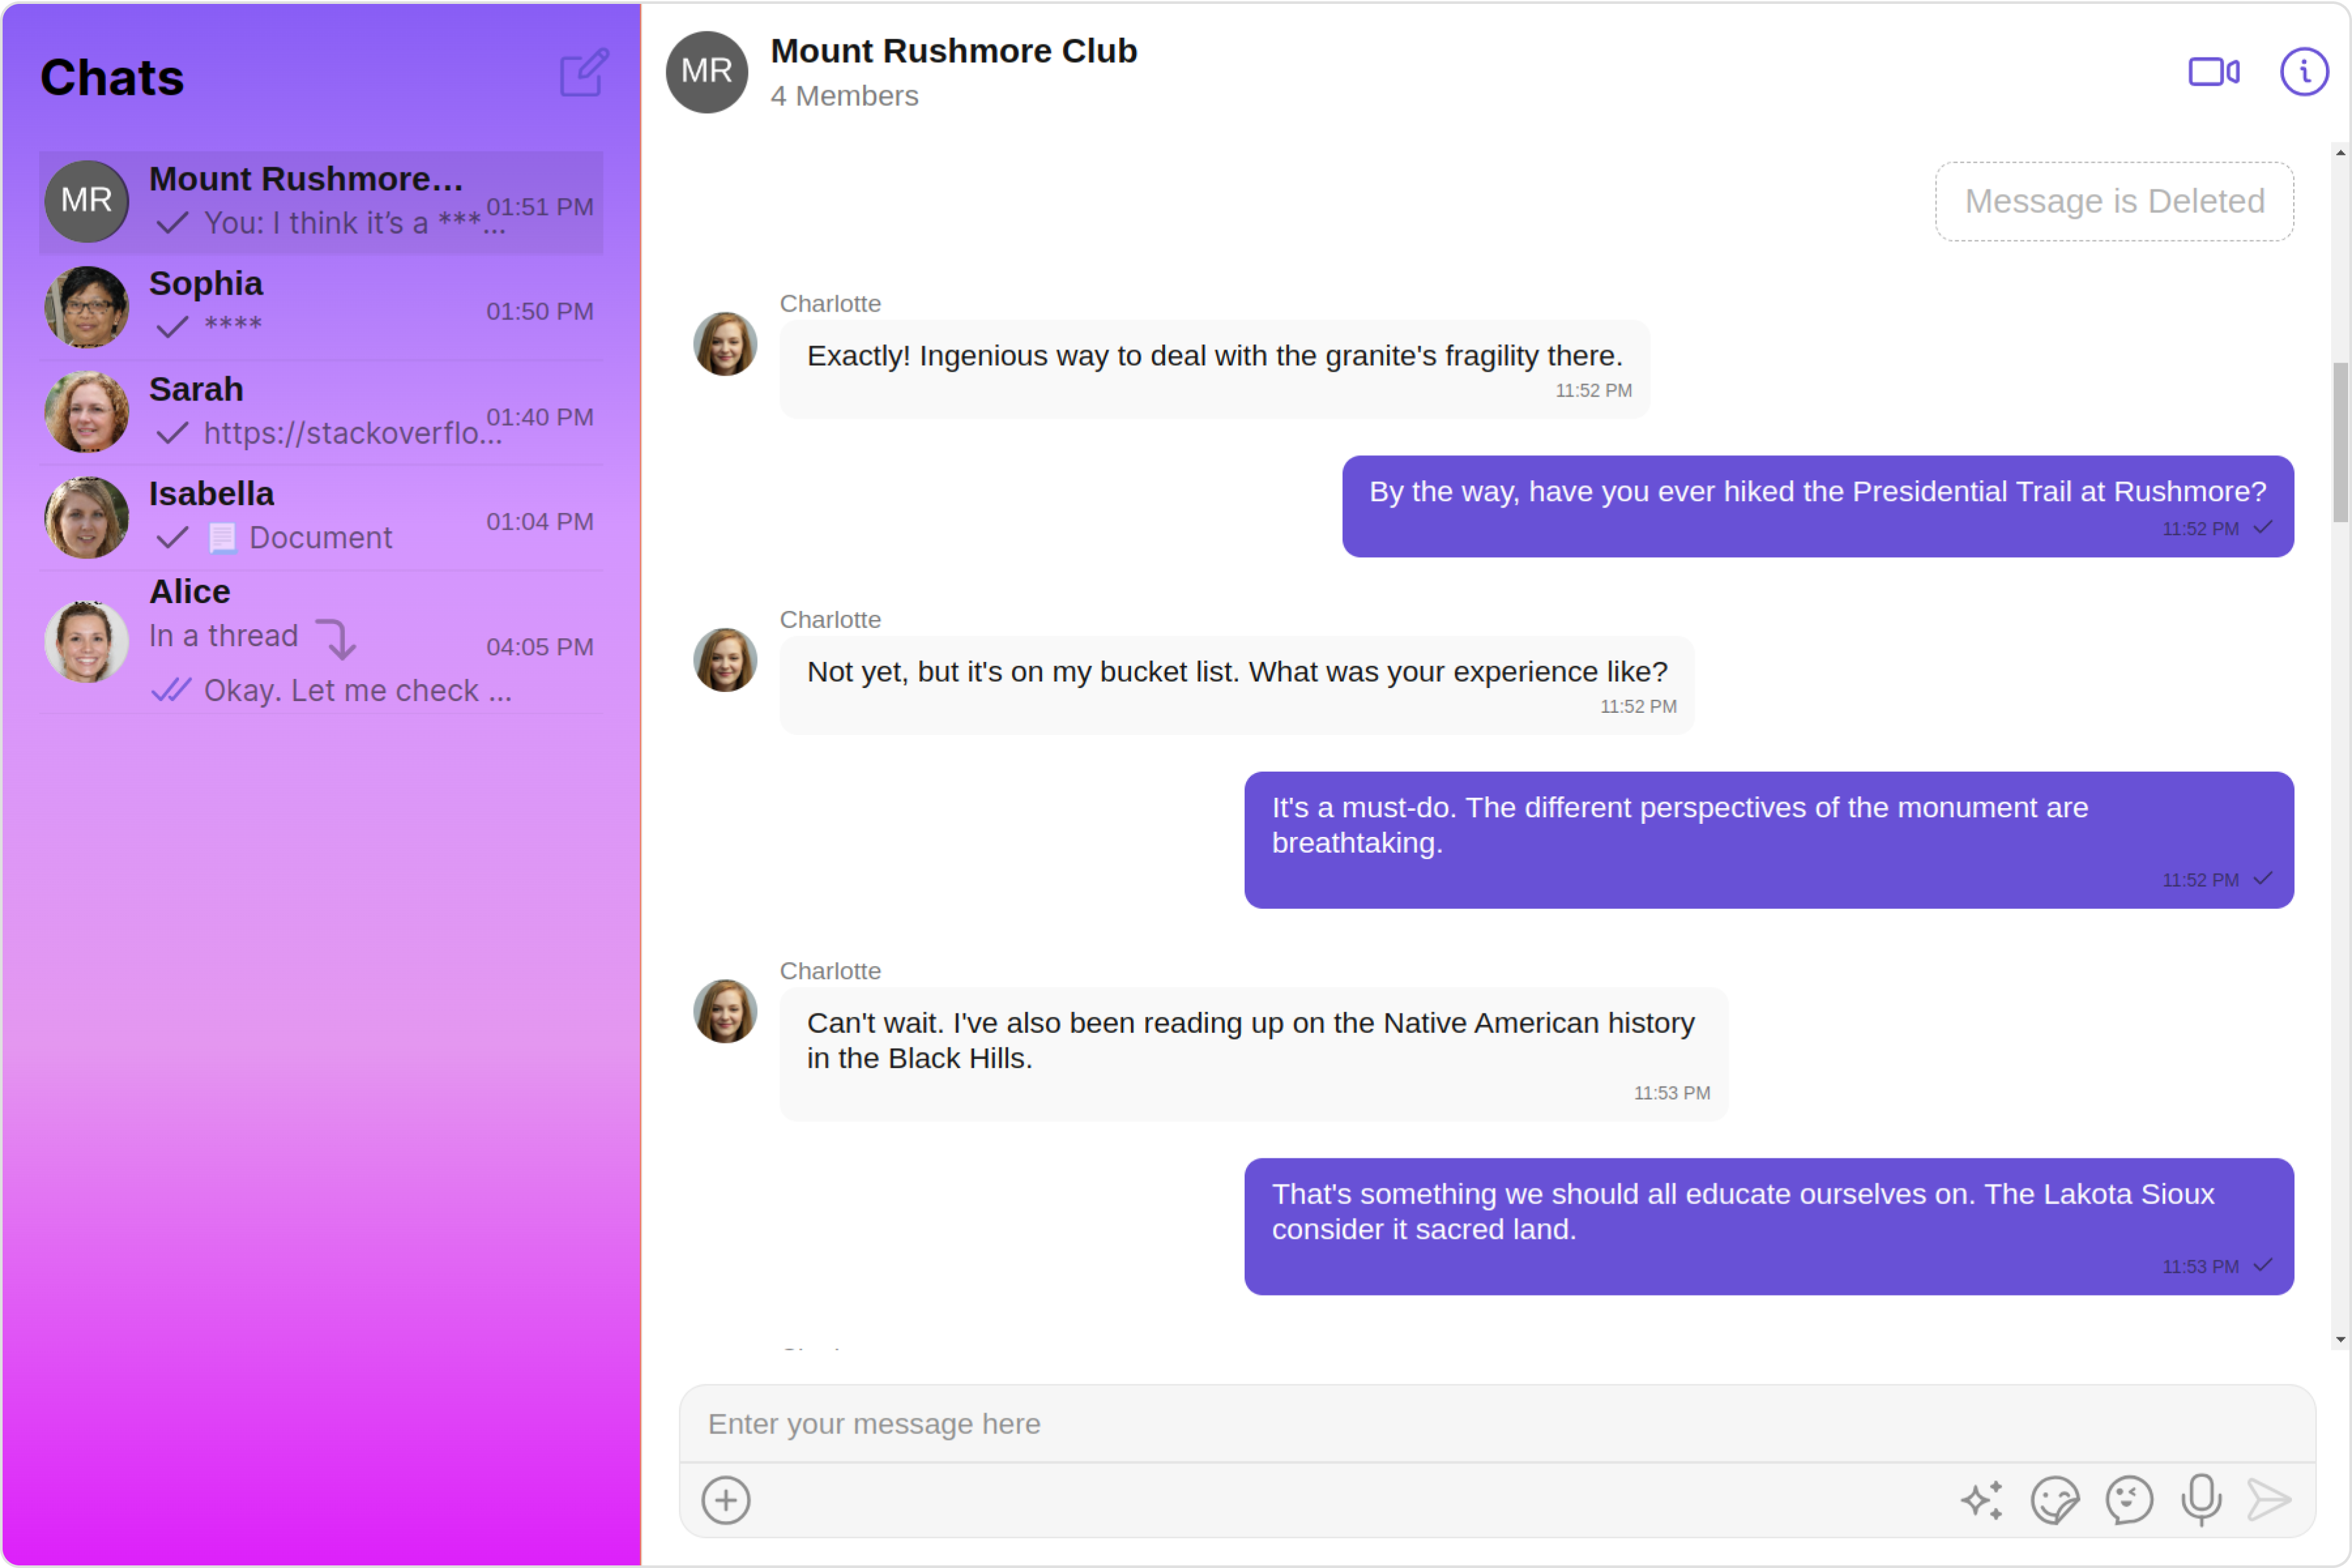 Chats
MR
Mount Rushmore...
You: I think it's a ***...
01:51 PM
Sophia
****
01:50 PM
Sarah
https://stackoverflo...
01:40 PM
Isabella
Document
01:04 PM
Alice
In a thread
Okay. Let me check ...
04:05 PM
MR
Mount Rushmore Club
4 Members
Message is Deleted
Charlotte
Exactly! Ingenious way to deal with the granite's fragility there.
11:52 PM
By the way, have you ever hiked the Presidential Trail at Rushmore?
11:52 PM
Charlotte
Not yet, but it's on my bucket list. What was your experience like?
11:52 PM
It's a must-do. The different perspectives of the monument are
breathtaking.
11:52 PM
Charlotte
Can't wait. I've also been reading up on the Native American history
in the Black Hills.
11:53 PM
That's something we should all educate ourselves on. The Lakota Sioux
consider it sacred land.
11:53 PM
Enter your message here